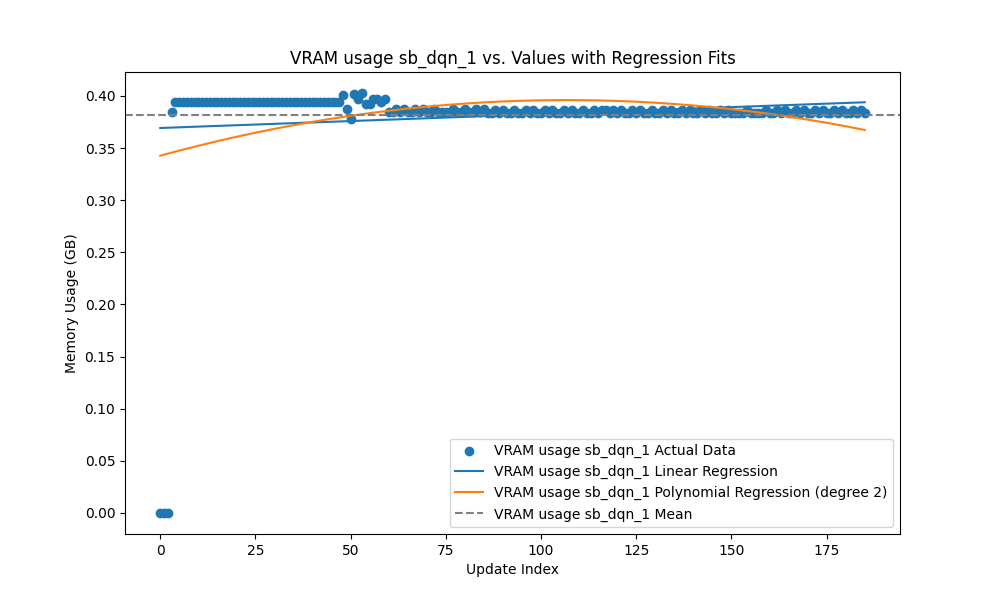 VRAM usage sb_dqn_1 vs. Values with Regression Fits
Memory Usage (GB)
0.40
0.35
0.30
0.25
0.20
0.15
0.10
0.05
0.00
VRAM usage sb_dqn_1 Actual Data
VRAM usage sb_dqn_1 Linear Regression
VRAM usage sb_dqn_1 Polynomial Regression (degree 2)
VRAM usage sb_dqn_1 Mean
0 25 50 75 100 125 150 175
Update Index